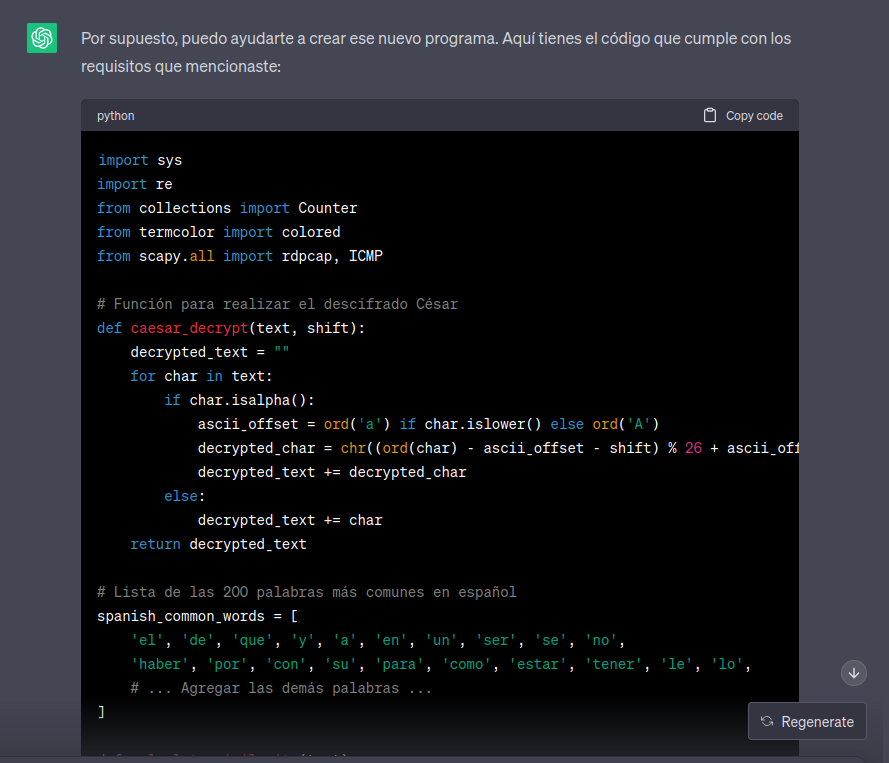 Por supuesto, puedo ayudarte a crear ese nuevo programa. Aquí tienes el código que cumple con los
requisitos que mencionaste:
python
Copy code
import sys
import re
from collections import Counter
from termcolor import colored
from scapy.all import rdpcap, ICMP
# Función para realizar el descifrado César
def caesar_decrypt(text, shift):
    decrypted_text = ""
    for char in text:
        if char.isalpha():
            ascii_offset = ord('a') if char.islower() else ord('A')
            decrypted_char = chr((ord(char) - ascii_offset - shift) % 26 + ascii_off
            decrypted_text += decrypted_char
        else:
            decrypted_text += char
    return decrypted_text
# Lista de las 200 palabras más comunes en español
spanish_common_words = [
    'el', 'de', 'que', 'y', 'a', 'en', 'un', 'ser', 'se', 'no',
    'haber', 'por', 'con', 'su', 'para', 'como', 'estar', 'tener', 'le', 'lo',
    # ... Agregar las demás palabras ...
]
Regenerate